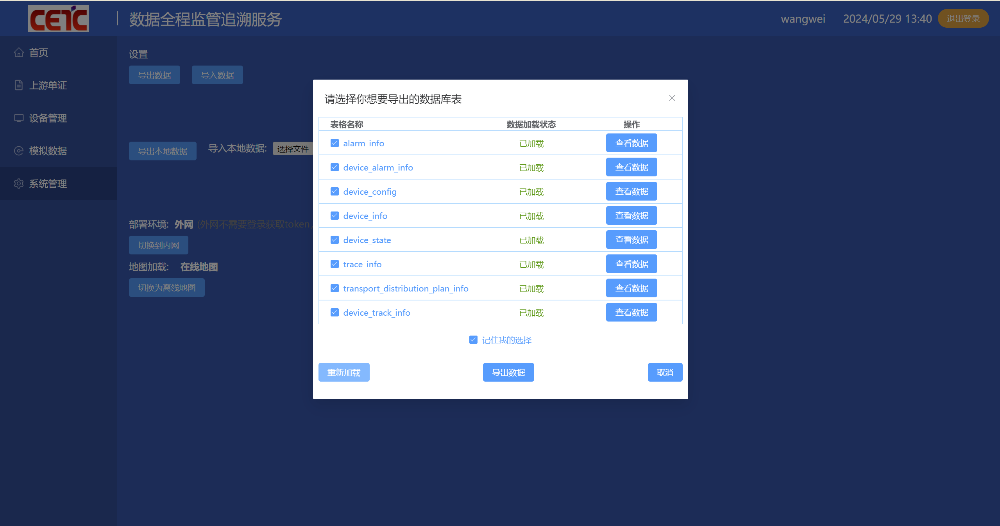 CETC
数据全程监管追溯服务
wangwei 2024/05/29 13:40 退出登录
首页
上游单证
设备管理
模拟数据
系统管理
设置
导出数据 导入数据
导出本地数据 导入本地数据: 选择文件
部署环境: 外网 (外网不需要登录获取token,
切换到内网
地图加载: 在线地图
切换为离线地图
请选择你想要导出的数据库表
表格名称 数据加载状态 操作
alarm_info 已加载 查看数据
device_alarm_info 已加载 查看数据
device_config 已加载 查看数据
device_info 已加载 查看数据
device_state 已加载 查看数据
trace_info 已加载 查看数据
transport_distribution_plan_info 已加载 查看数据
device_track_info 已加载 查看数据
记住我的选择
重新加载 导出数据 取消